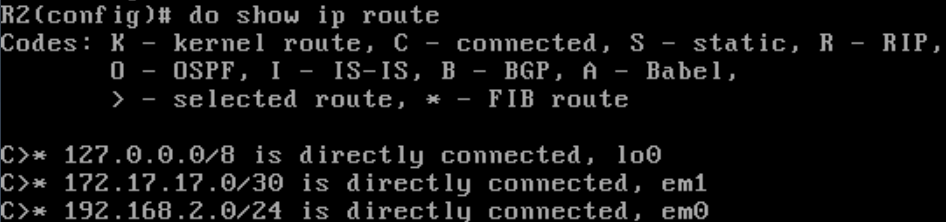 R2(config)# do show ip route
Codes: K - kernel route, C - connected, S - static, R - RIP,
       O - OSPF, I - IS-IS, B - BGP, A - Babel,
       > - selected route, * - FIB route

C>* 127.0.0.0/8 is directly connected, lo0
C>* 172.17.17.0/30 is directly connected, em1
C>* 192.168.2.0/24 is directly connected, em0